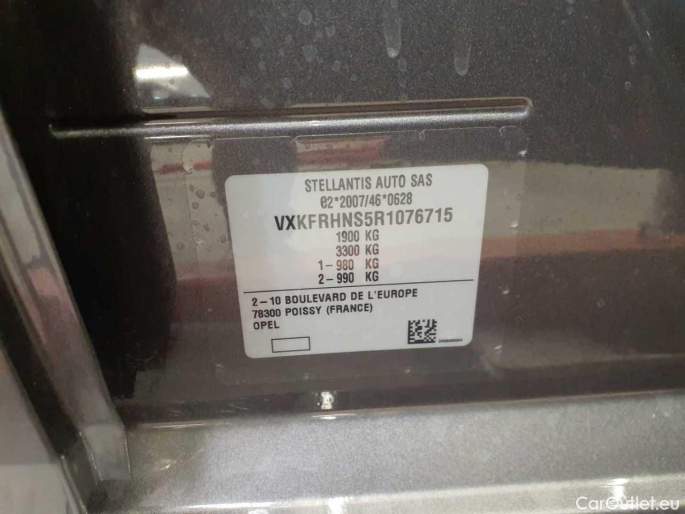 STELLANTIS AUTO SAS
e2*2007/46*0628
VXKFRHNS5R1076715
1900 KG
3300 KG
1-980 KG
2-990 KG
2-10 BOULEVARD DE L'EUROPE
78300 POISSY (FRANCE)
OPEL
CarOutlet.eu